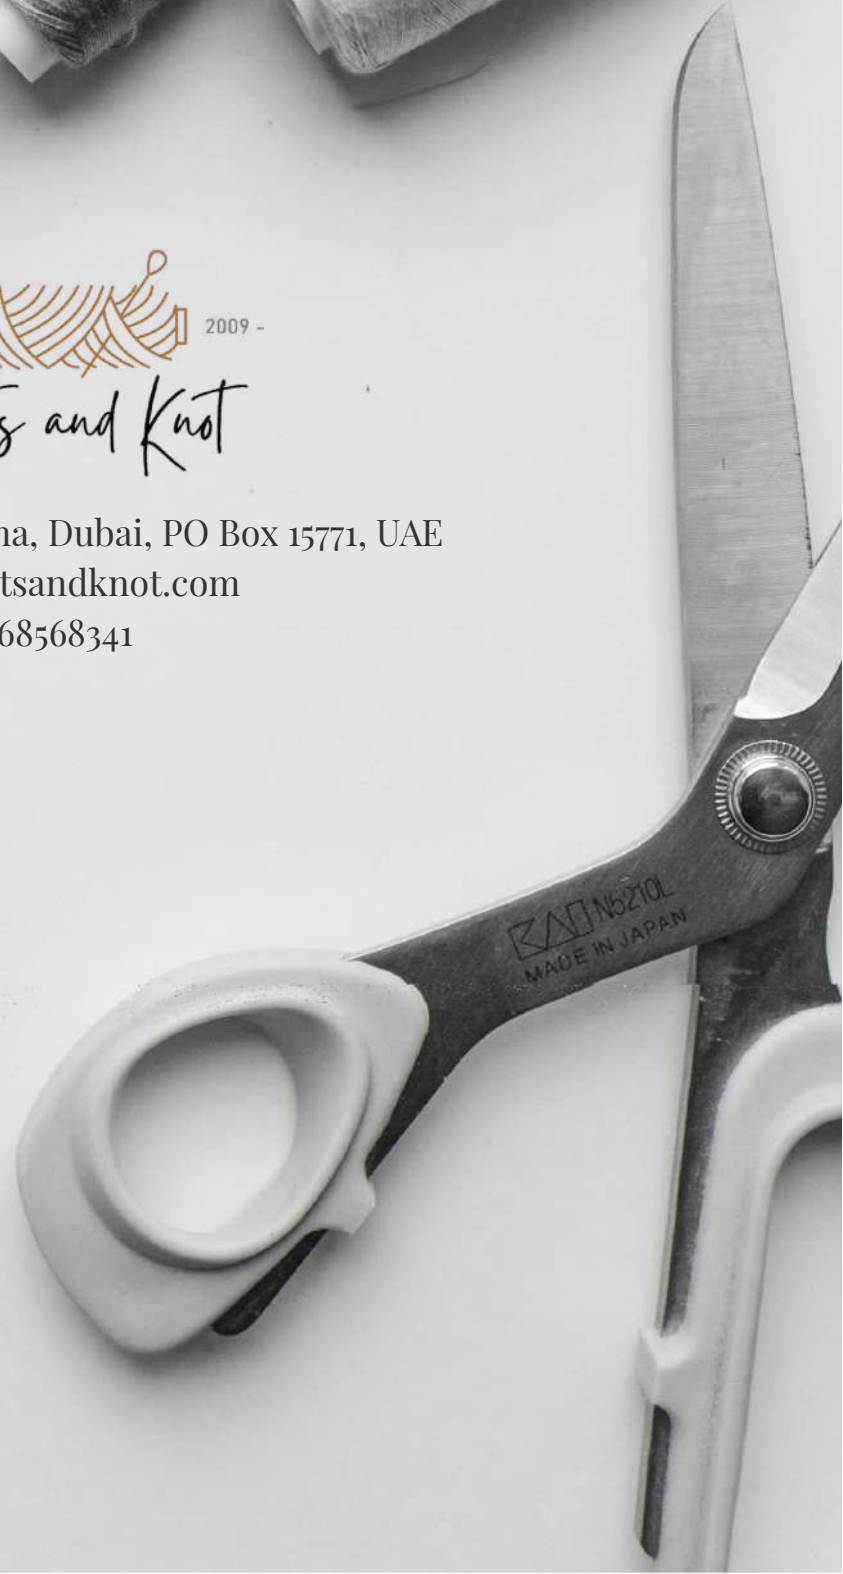 2009 -
s and Knot
na, Dubai, PO Box 15771, UAE
tsandknot.com
68568341
KAI N5210L
MADE IN JAPAN